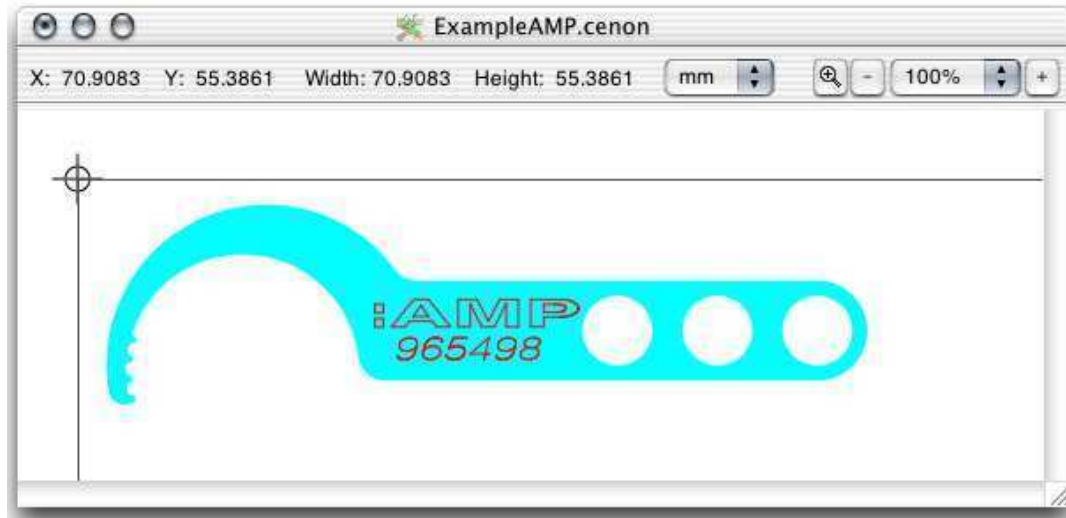 ExampleAMP.cenon
X: 70.9083 Y: 55.3861 Width: 70.9083 Height: 55.3861 mm - 100% +
:AMP
965498